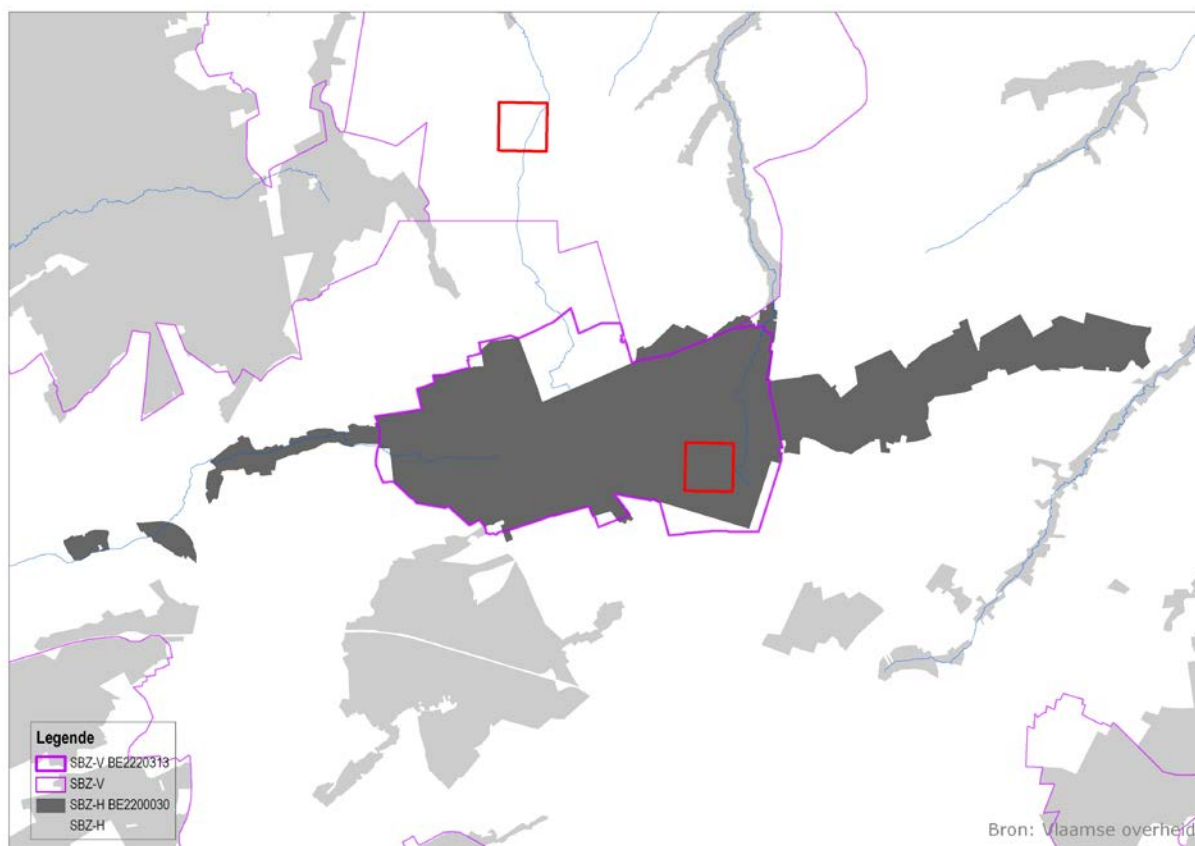 Legende
SBZ-V BE2220313
SBZ-V
SBZ-H BE2200030
SBZ-H
Bron: Vlaamse overheid